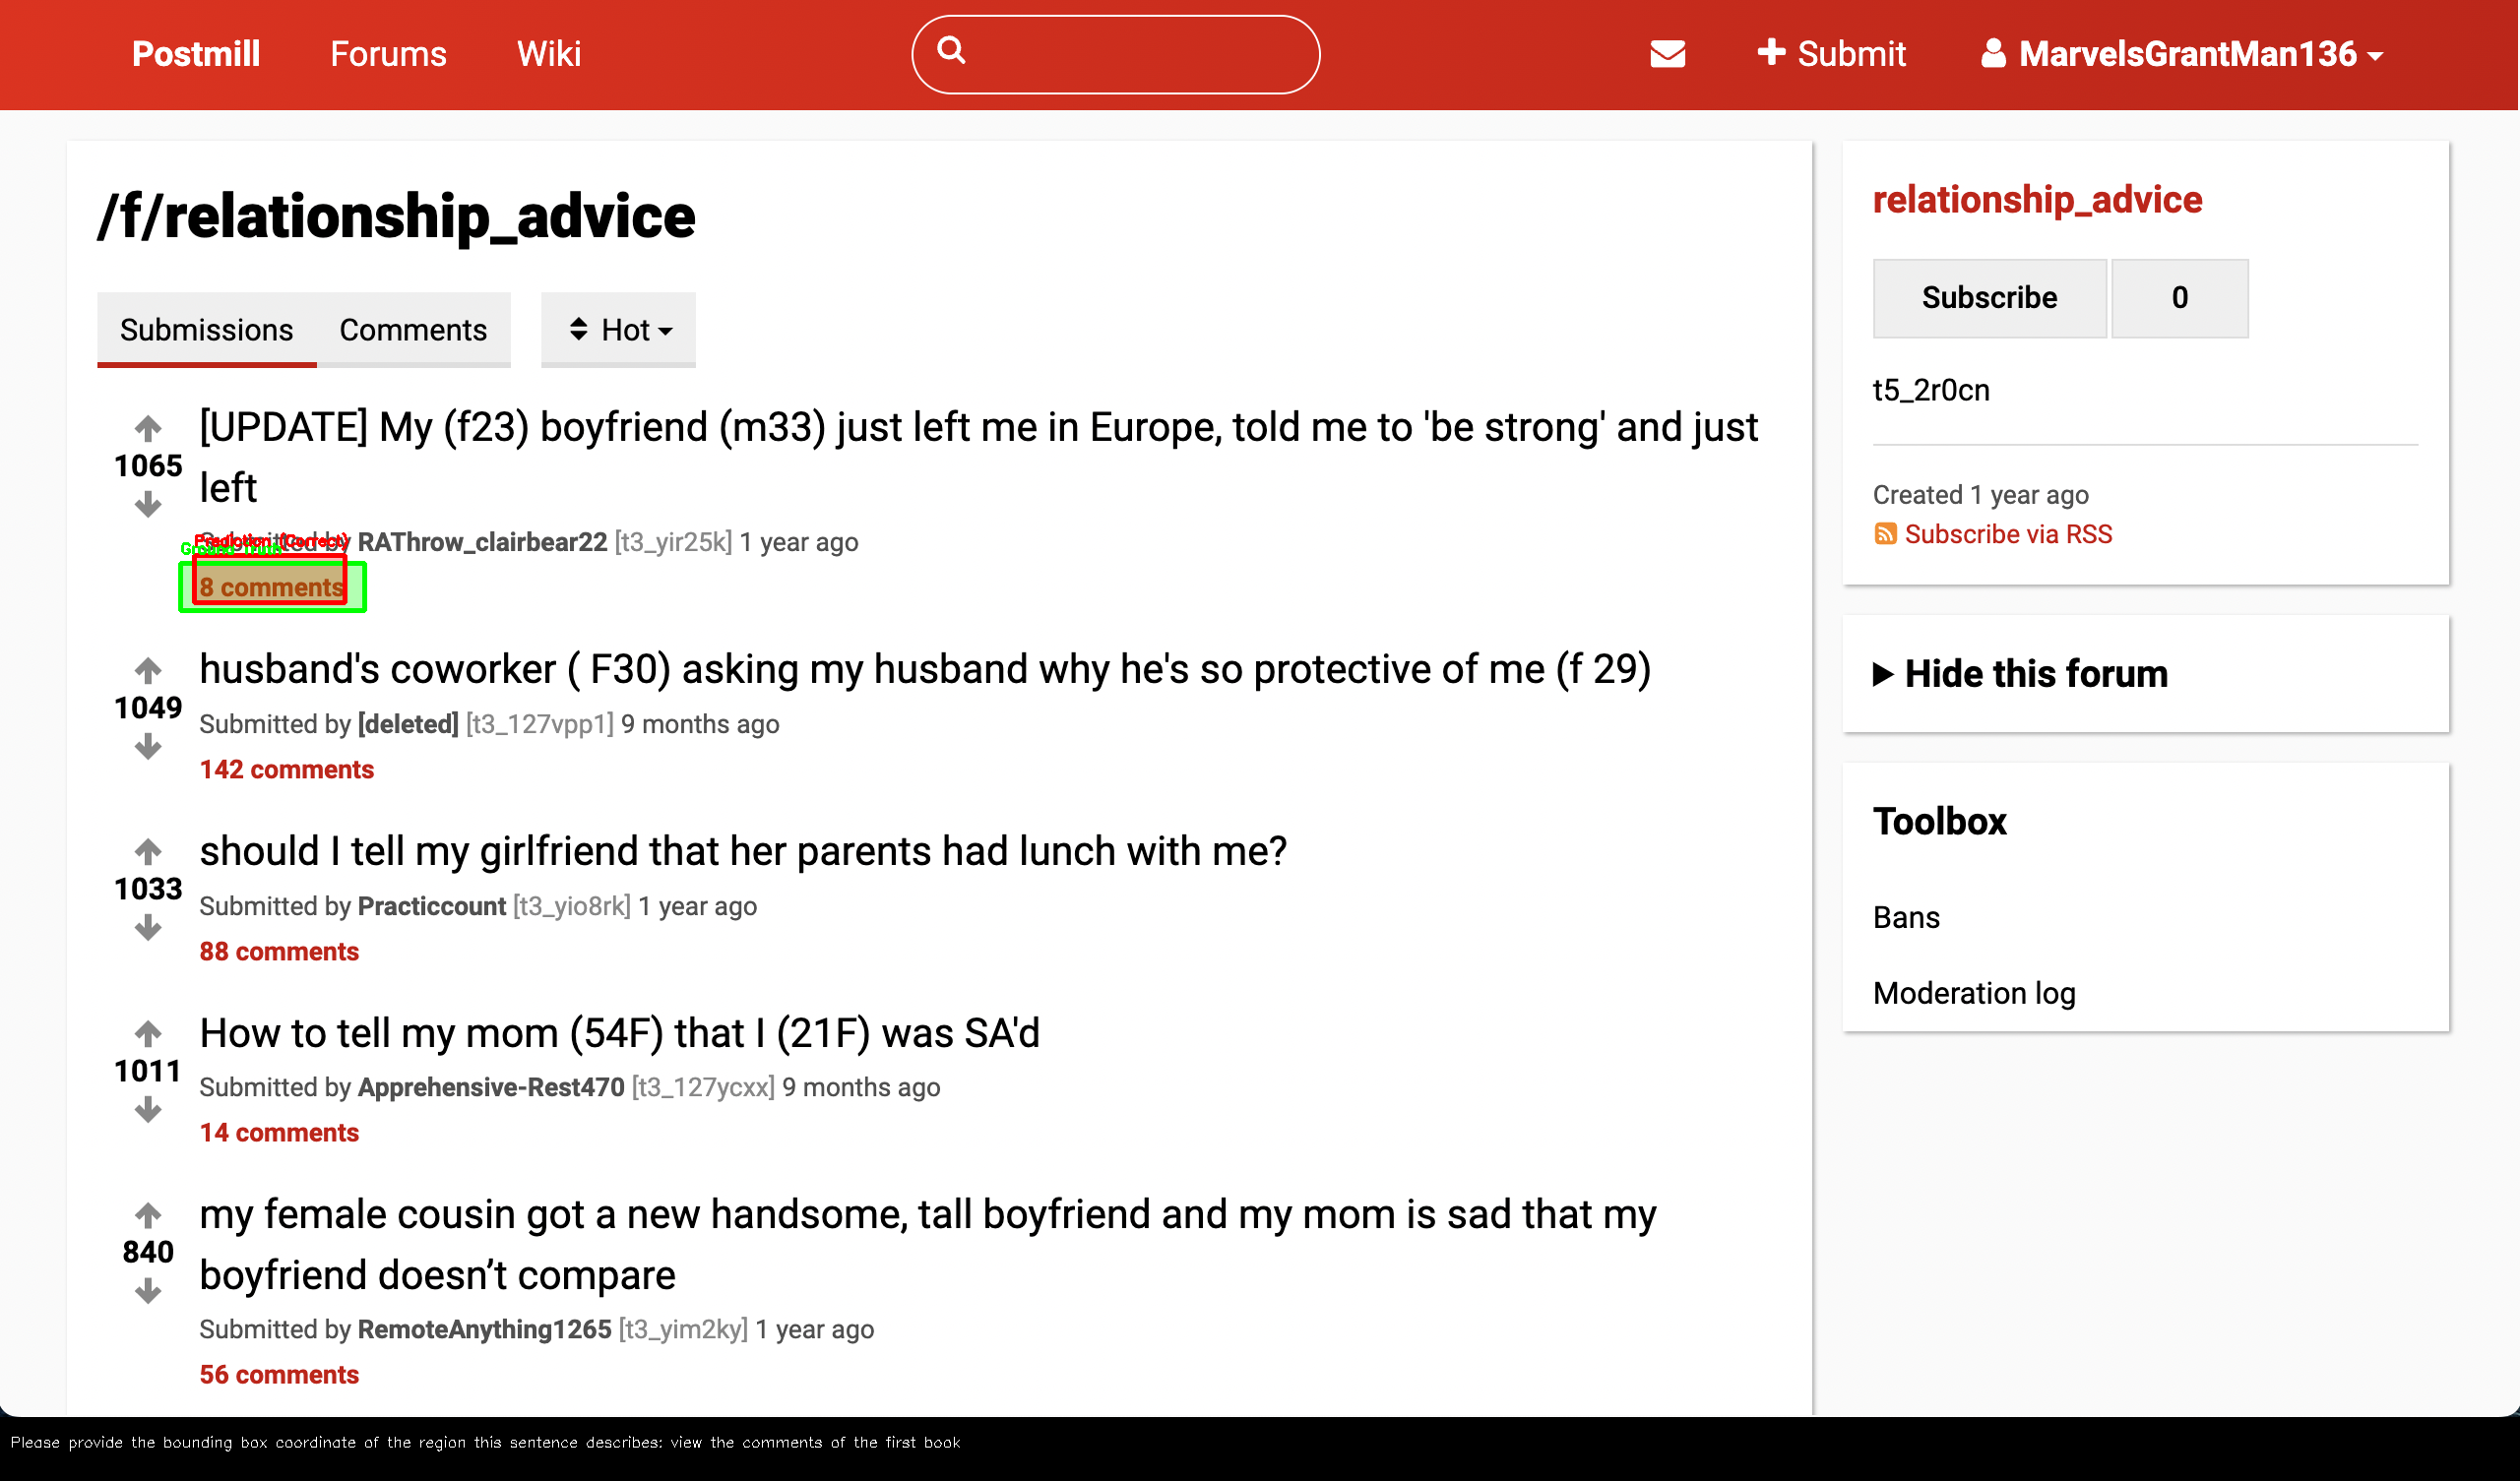 Postmill Forums Wiki Submit MarvelsGrantMan136
/f/relationship_advice
Submissions Comments Hot
[UPDATE] My (f23) boyfriend (m33) just left me in Europe, told me to 'be strong' and just
left
1065
Submitted by RAThrow_clairbear22 [t3_yir25k] 1 year ago
Prediction (Correct)
Ground Truth
8 comments
husband's coworker ( F30) asking my husband why he's so protective of me (f 29)
1049
Submitted by [deleted] [t3_127vpp1] 9 months ago
142 comments
should I tell my girlfriend that her parents had lunch with me?
1033
Submitted by Practiccount [t3_yio8rk] 1 year ago
88 comments
How to tell my mom (54F) that I (21F) was SA'd
1011
Submitted by Apprehensive-Rest470 [t3_127ycxx] 9 months ago
14 comments
my female cousin got a new handsome, tall boyfriend and my mom is sad that my
840
boyfriend doesn’t compare
Submitted by RemoteAnything1265 [t3_yim2ky] 1 year ago
56 comments
relationship_advice
Subscribe 0
t5_2r0cn
Created 1 year ago
Subscribe via RSS
Hide this forum
Toolbox
Bans
Moderation log
Please provide the bounding box coordinate of the region this sentence describes: view the comments of the first book